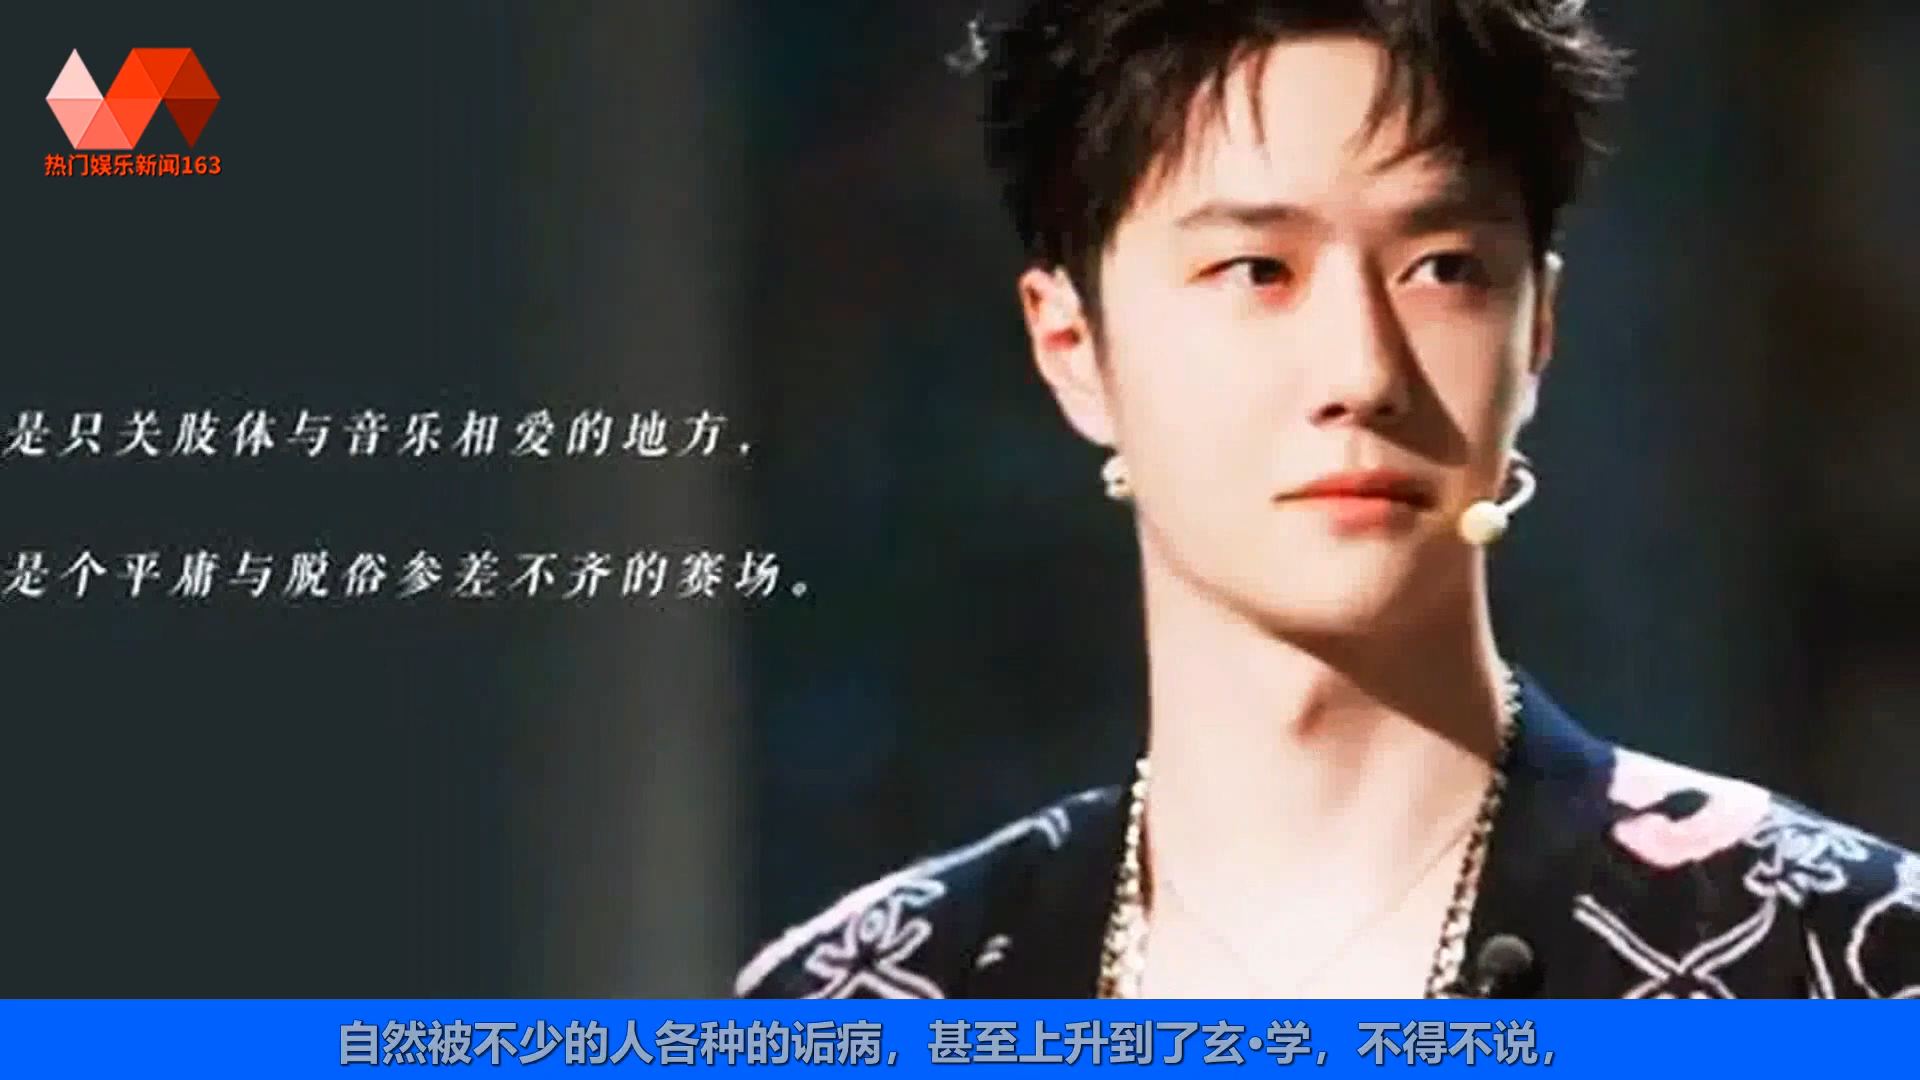 热门娱乐新闻163
是只关肢体与音乐相爱的地方，
是个平庸与脱俗参差不齐的赛场。
自然被不少的人各种的诟病，甚至上升到了玄•学，不得不说，